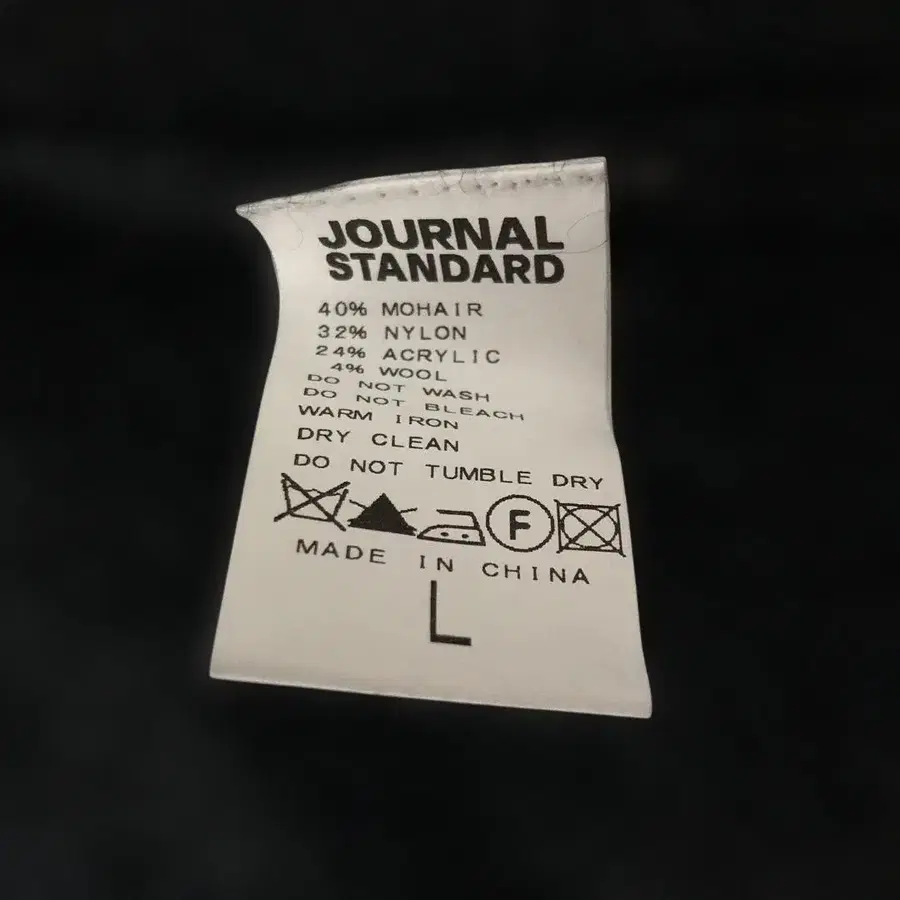 JOURNAL
STANDARD
40% MOHAIR
32% NYLON
24% ACRYLIC
4% WOOL
DO NOT WASH
DO NOT BLEACH
WARM IRON
DRY CLEAN
DO NOT TUMBLE DRY
F
MADE IN CHINA
L